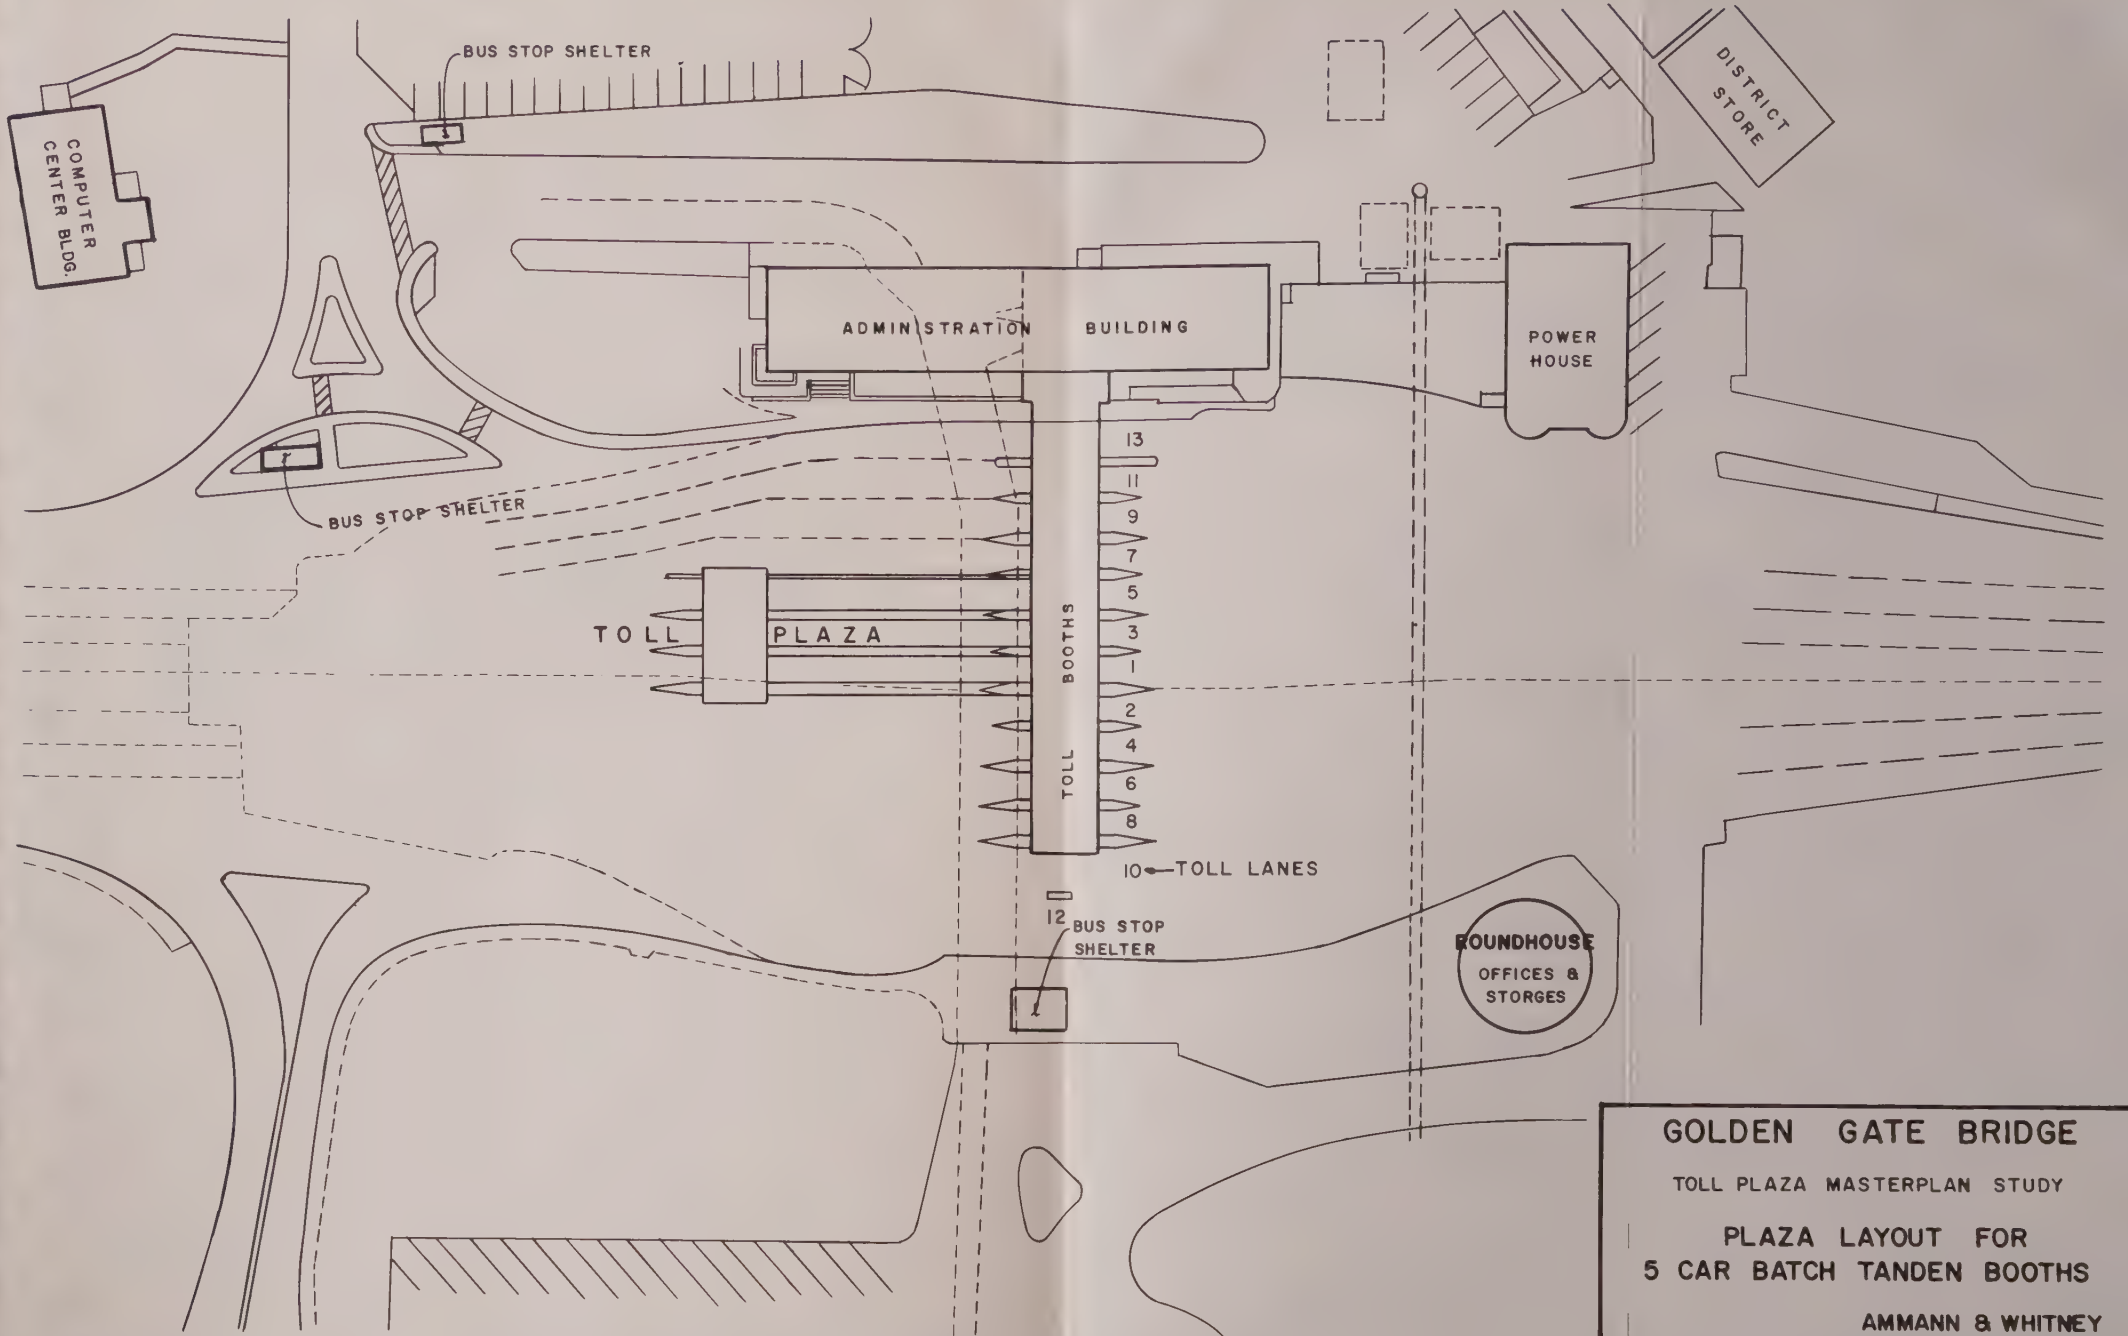 BUS STOP SHELTER
DISTRICT
STORE
COMPUTER
CENTER BLDG.
ADMINISTRATION BUILDING
POWER
HOUSE
BUS STOP SHELTER
13
11
9
7
5
3
1
2
4
6
8
TOLL PLAZA
TOLL BOOTHS
10 TOLL LANES
12
BUS STOP
SHELTER
ROUNDHOUSE
OFFICES &
STORGES
GOLDEN GATE BRIDGE
TOLL PLAZA MASTERPLAN STUDY
PLAZA LAYOUT FOR
5 CAR BATCH TANDEN BOOTHS
AMMANN & WHITNEY